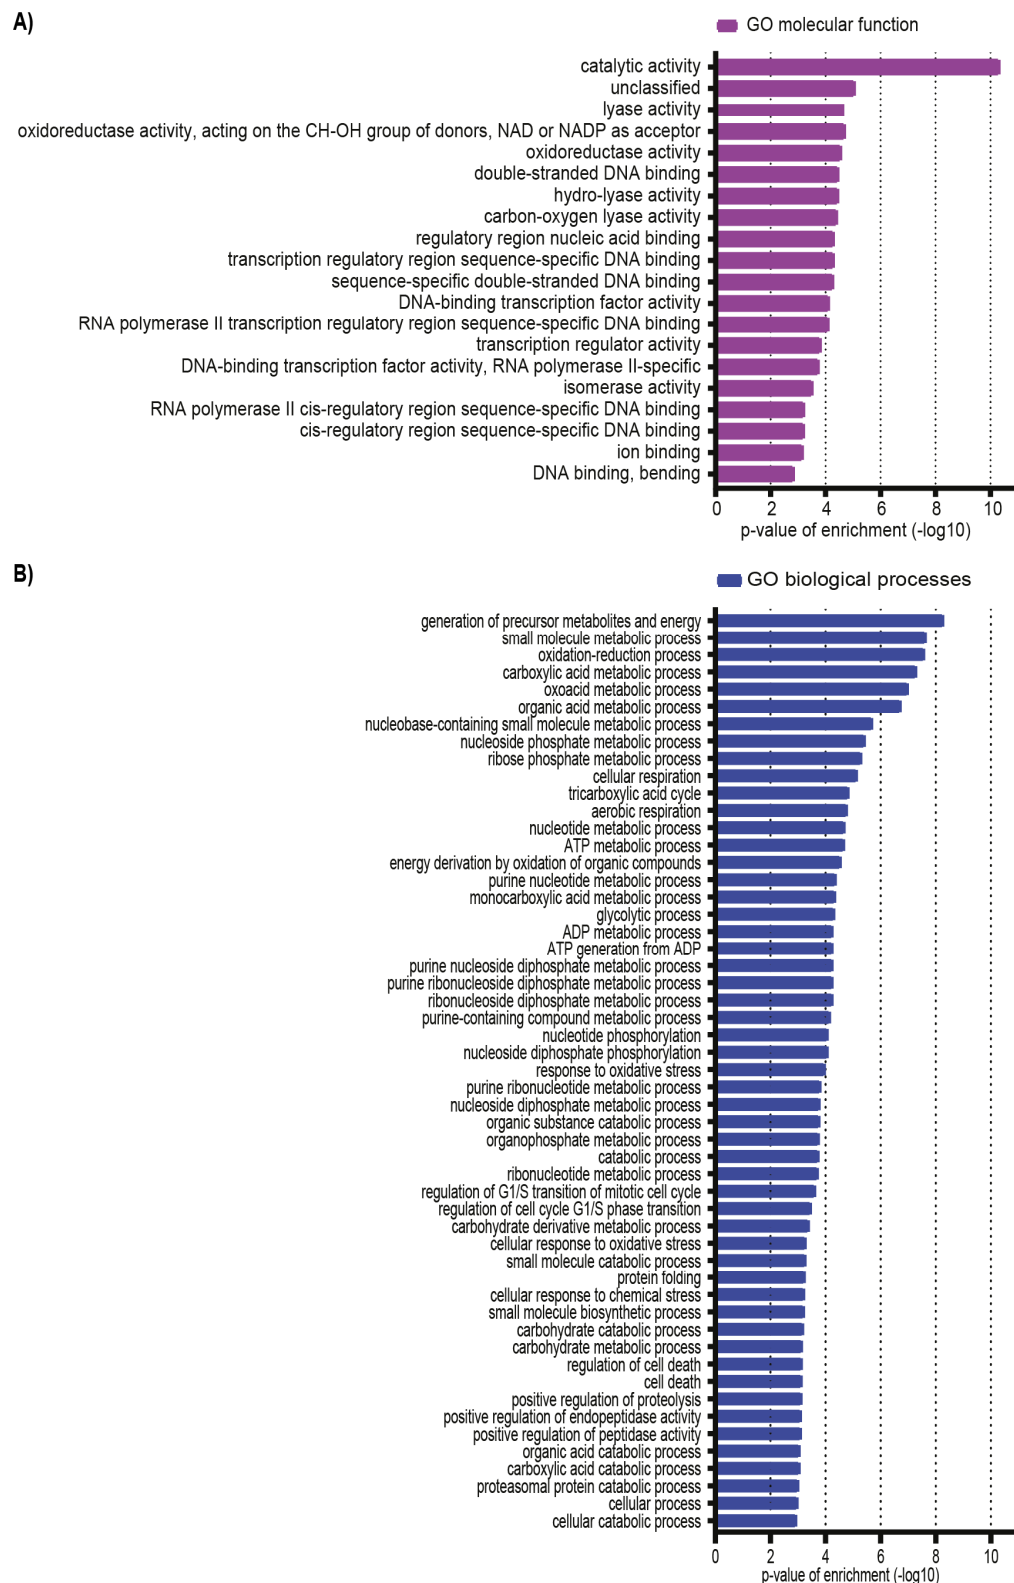 A)
GO molecular function
catalytic activity
unclassified
lyase activity
oxidoreductase activity, acting on the CH-OH group of donors, NAD or NADP as acceptor
oxidoreductase activity
double-stranded DNA binding
hydro-lyase activity
carbon-oxygen lyase activity
regulatory region nucleic acid binding
transcription regulatory region sequence-specific DNA binding
sequence-specific double-stranded DNA binding
DNA-binding transcription factor activity
RNA polymerase II transcription regulatory region sequence-specific DNA binding
transcription regulator activity
DNA-binding transcription factor activity, RNA polymerase II-specific
isomerase activity
RNA polymerase II cis-regulatory region sequence-specific DNA binding
cis-regulatory region sequence-specific DNA binding
ion binding
DNA binding, bending
0 2 4 6 8 10
p-value of enrichment (-log10)
B)
GO biological processes
generation of precursor metabolites and energy
small molecule metabolic process
oxidation-reduction process
carboxylic acid metabolic process
oxoacid metabolic process
organic acid metabolic process
nucleobase-containing small molecule metabolic process
nucleoside phosphate metabolic process
ribose phosphate metabolic process
cellular respiration
tricarboxylic acid cycle
aerobic respiration
nucleotide metabolic process
ATP metabolic process
energy derivation by oxidation of organic compounds
purine nucleotide metabolic process
monocarboxylic acid metabolic process
glycolytic process
ADP metabolic process
ATP generation from ADP
purine nucleoside diphosphate metabolic process
purine ribonucleoside diphosphate metabolic process
ribonucleoside diphosphate metabolic process
purine-containing compound metabolic process
nucleotide phosphorylation
nucleoside diphosphate phosphorylation
response to oxidative stress
purine ribonucleotide metabolic process
nucleoside diphosphate metabolic process
organic substance catabolic process
organophosphate metabolic process
catabolic process
ribonucleotide metabolic process
regulation of G1/S transition of mitotic cell cycle
regulation of cell cycle G1/S phase transition
carbohydrate derivative metabolic process
cellular response to oxidative stress
small molecule catabolic process
protein folding
cellular response to chemical stress
small molecule biosynthetic process
carbohydrate catabolic process
carbohydrate metabolic process
regulation of cell death
cell death
positive regulation of proteolysis
positive regulation of endopeptidase activity
positive regulation of peptidase activity
organic acid catabolic process
carboxylic acid catabolic process
proteasomal protein catabolic process
cellular process
cellular catabolic process
0 2 4 6 8 10
p-value of enrichment (-log10)